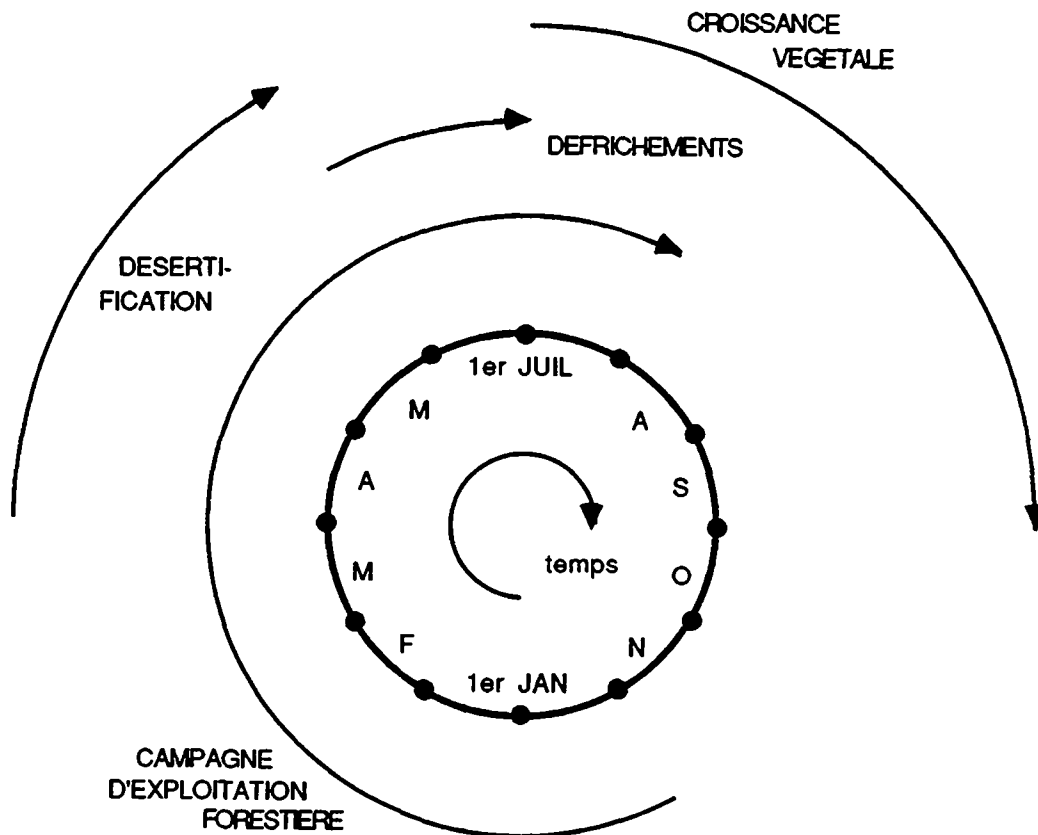 CROISSANCE
VEGETALE
DEFRICHEMENTS
DESERTI-
FICATION
1er JUIL
M
A
A
S
temps
M
O
F
N
1er JAN
CAMPAGNE
D'EXPLOITATION
FORESTIERE